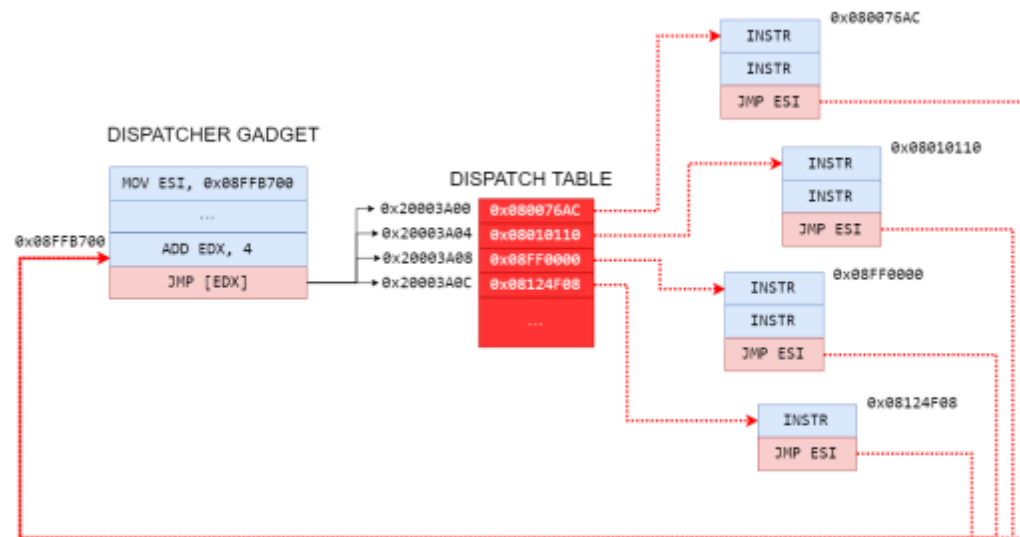 DISPATCHER GADGET
MOV ESI, 0x08FFB700
...
0x08FFB700
ADD EDX, 4
JMP [EDX]
DISPATCH TABLE
0x20003A00 0x080076AC
0x20003A04 0x08010110
0x20003A08 0x08FF0000
0x20003A0C 0x08124F08
...
0x080076AC
INSTR
INSTR
JMP ESI
0x08010110
INSTR
INSTR
JMP ESI
0x08FF0000
INSTR
INSTR
JMP ESI
0x08124F08
INSTR
JMP ESI